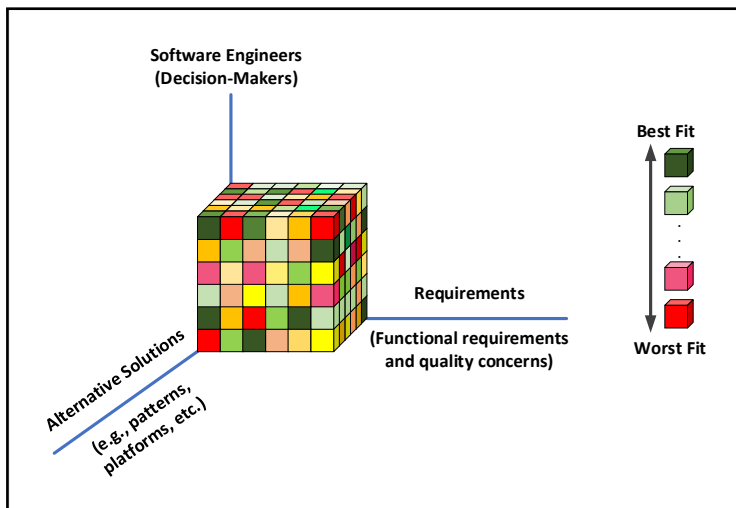 Software Engineers
(Decision-Makers)
Best Fit
Requirements
(Functional requirements
and quality concerns)
Worst Fit
Alternative Solutions
(e.g., patterns,
platforms, etc.)